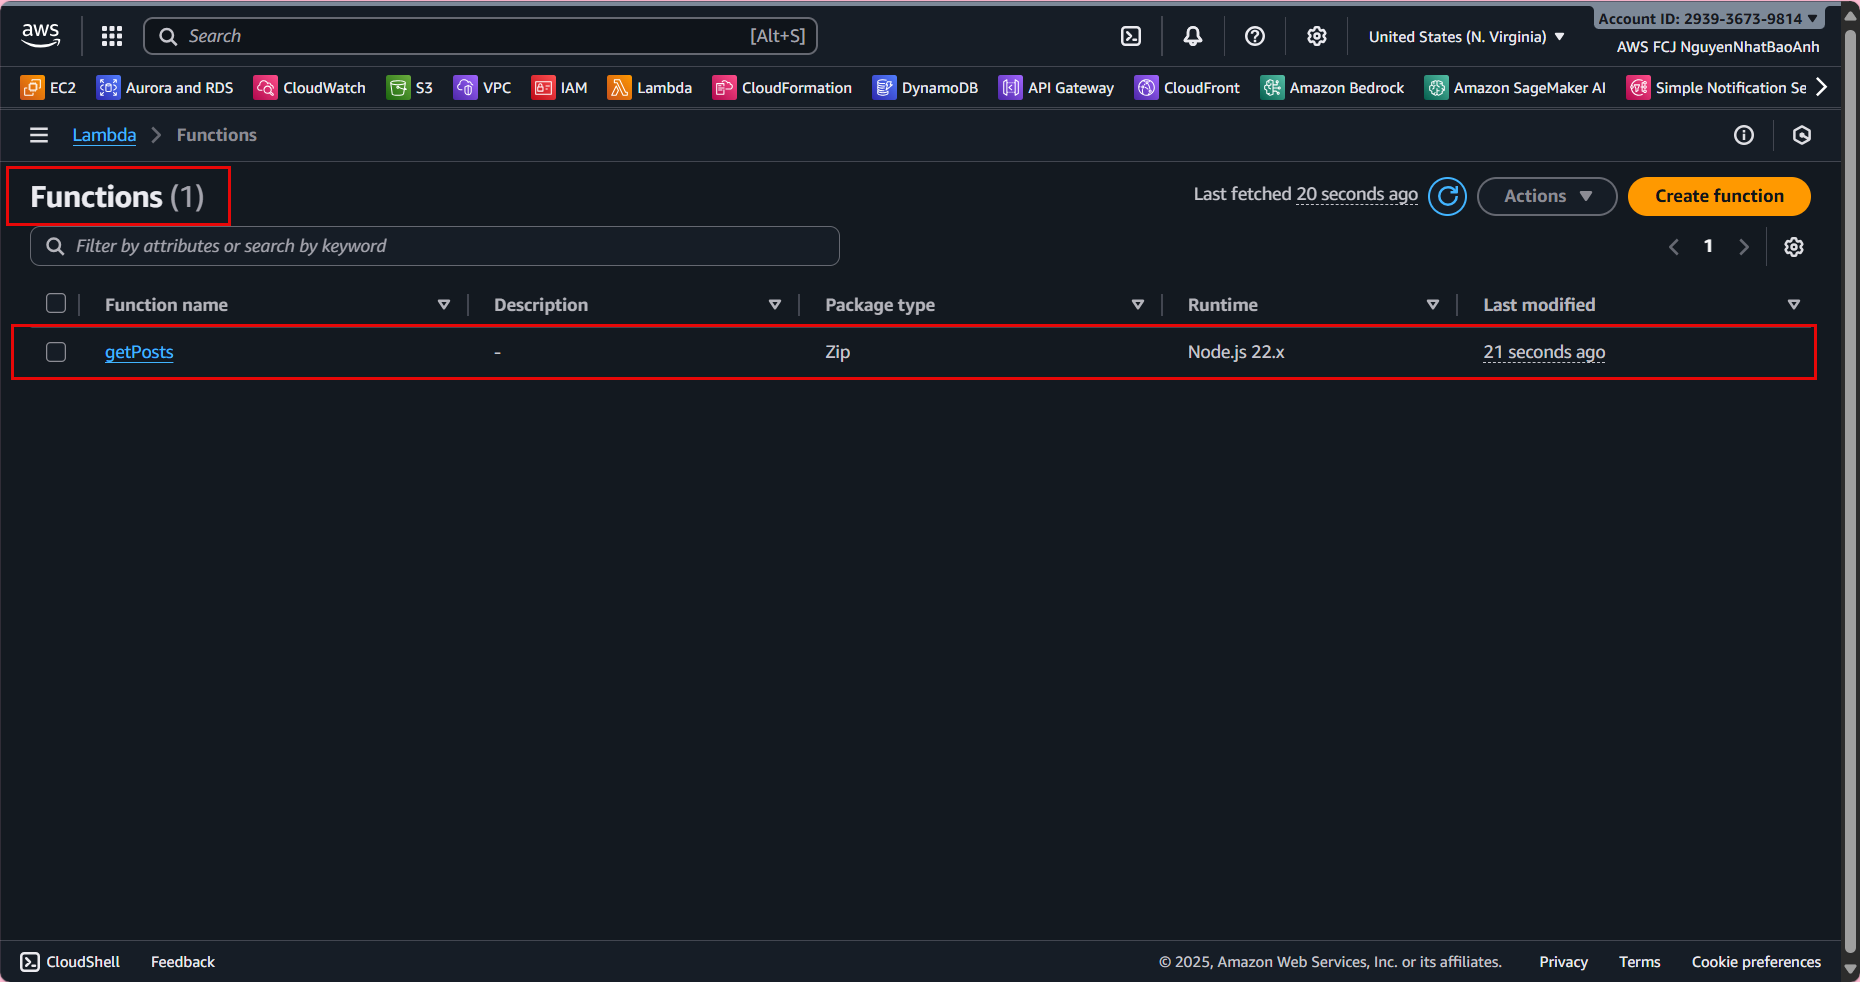 aws
Search [Alt+S]
United States (N. Virginia)
Account ID: 2939-3673-9814
AWS FCJ NguyenNhatBaoAnh
EC2 Aurora and RDS CloudWatch S3 VPC IAM Lambda CloudFormation DynamoDB API Gateway CloudFront Amazon Bedrock Amazon SageMaker AI Simple Notification Se
Lambda Functions
Functions (1)
Last fetched 20 seconds ago Actions Create function
Filter by attributes or search by keyword
1
Function name Description Package type Runtime Last modified
getPosts - Zip Node.js 22.x 21 seconds ago
CloudShell Feedback © 2025, Amazon Web Services, Inc. or its affiliates. Privacy Terms Cookie preferences